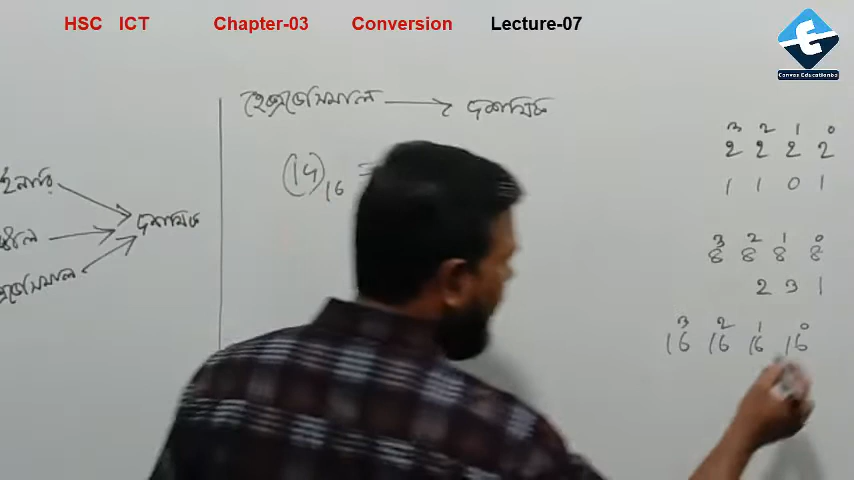 HSC ICT Chapter-03 Conversion Lecture-07
Convex Educationbd
হেক্সাডেসিমাল → দশমিক
(14)16 =
→ দশমিক
3 2 1 0
2 2 2 2
1 1 0 1
3 2 1 0
8 8 8 8
2 3 1
3 2 1 0
16 16 16 16